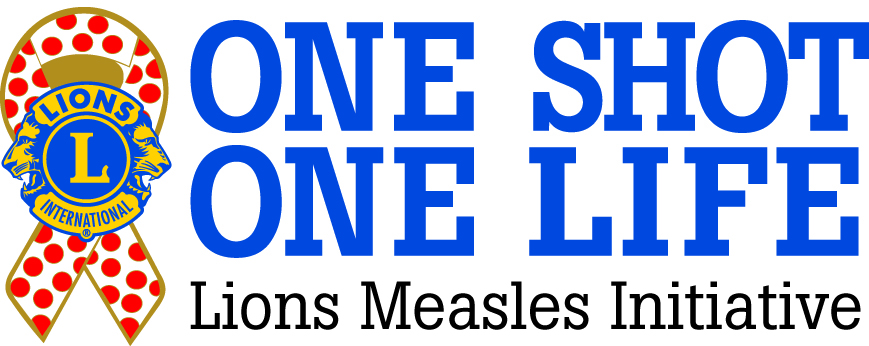 LIONS
L
INTERNATIONAL
®
ONE SHOT
ONE LIFE
Lions Measles Initiative